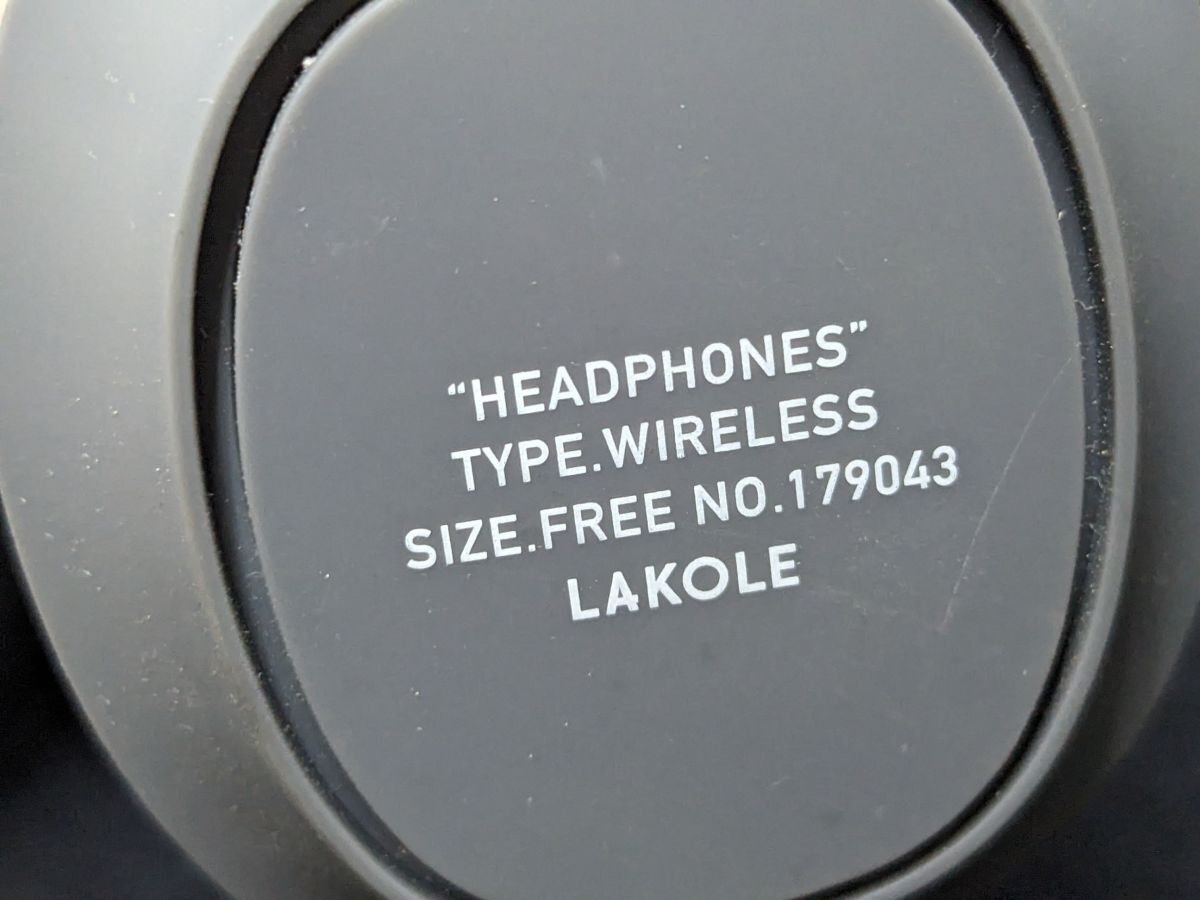 “HEADPHONES”
TYPE.WIRELESS
SIZE.FREE NO.179043
LAKOLE